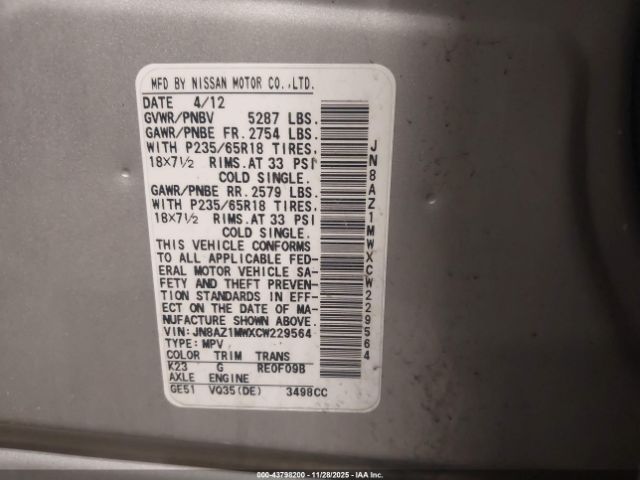 MFD BY NISSAN MOTOR CO.,LTD.
DATE 4/12
GVWR/PNBV 5287 LBS.
GAWR/PNBE FR. 2754 LBS.
WITH P235/65R18 TIRES.
18X7½ RIMS. AT 33 PSI
COLD SINGLE.
GAWR/PNBE RR. 2579 LBS.
WITH P235/65R18 TIRES.
18X7½ RIMS. AT 33 PSI
COLD SINGLE.
THIS VEHICLE CONFORMS
TO ALL APPLICABLE FED-
ERAL MOTOR VEHICLE SA-
FETY AND THEFT PREVEN-
TION STANDARDS IN EFF-
ECT ON THE DATE OF MA-
NUFACTURE SHOWN ABOVE.
VIN: JN8AZ1MWXCW229564
TYPE: MPV
COLOR TRIM TRANS
K23 G RE0F09B
AXLE ENGINE
GE51 VQ35(DE) 3498CC
JN8AZ1MWXCW229564
000-43798200 - 11/28/2025 - IAA Inc.